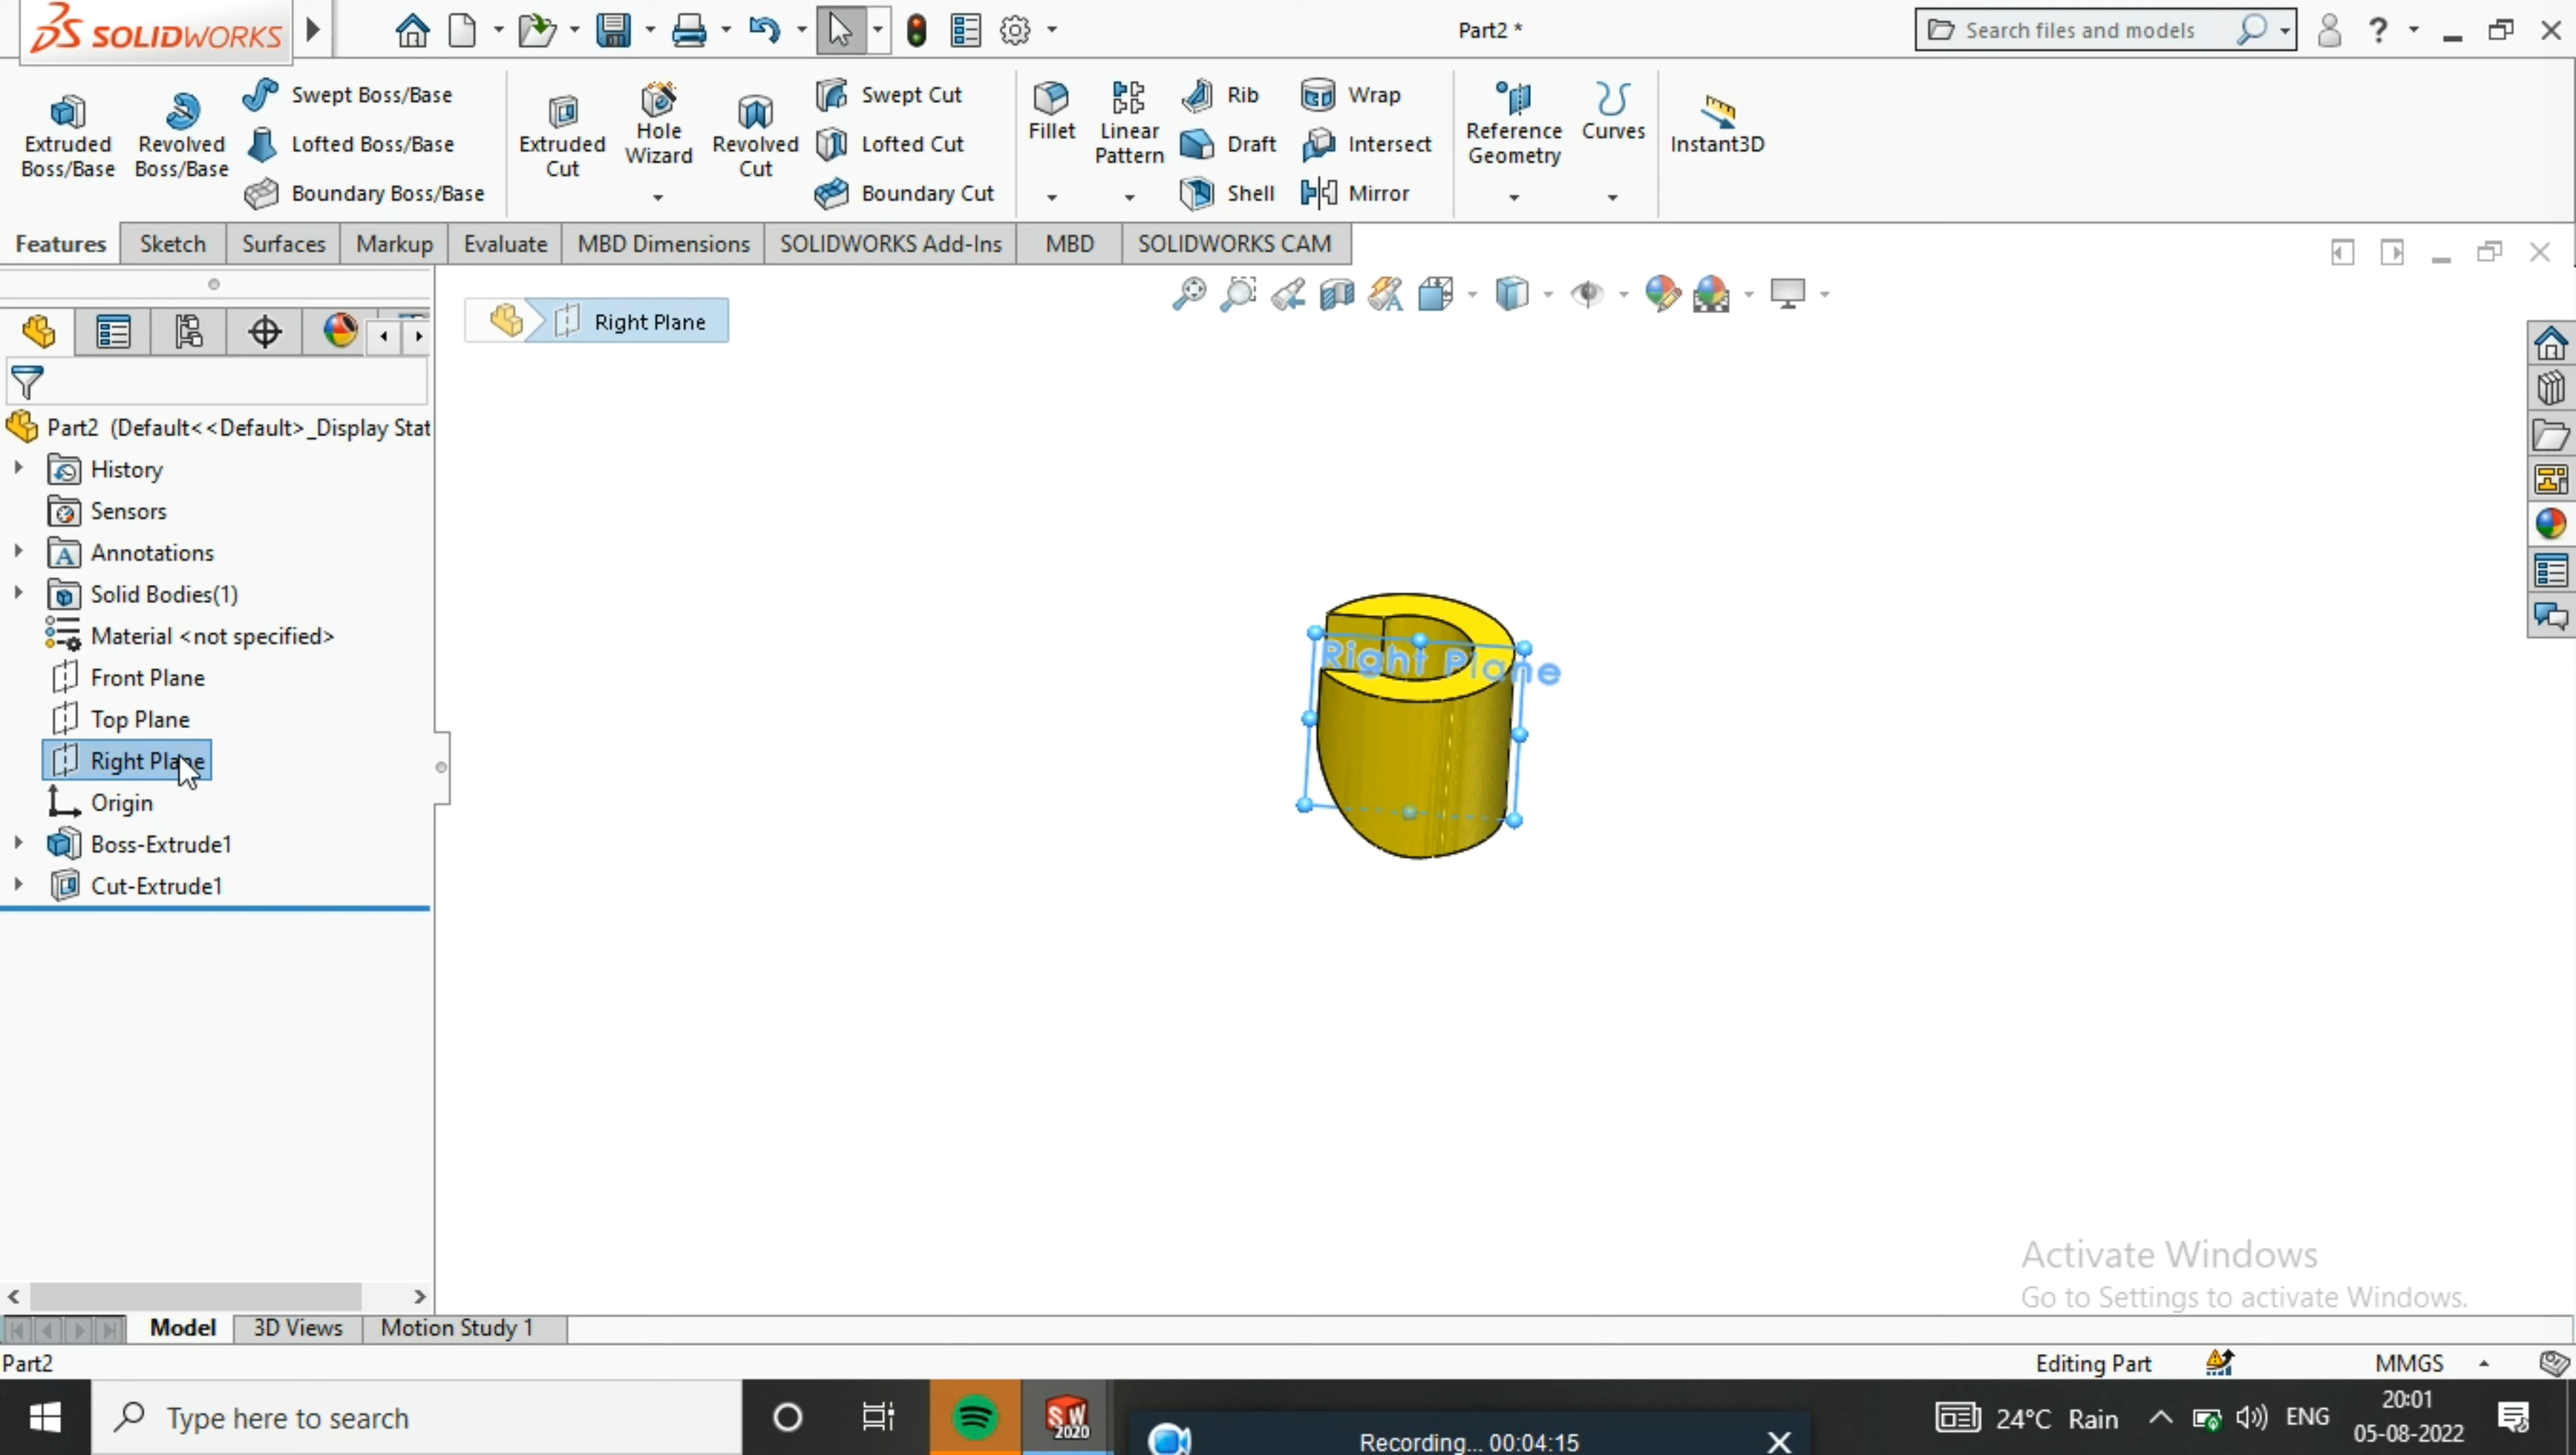 SOLIDWORKS
Part2 *
Search files and models
?
Extruded
Boss/Base
Revolved
Boss/Base
Swept Boss/Base
Lofted Boss/Base
Boundary Boss/Base
Extruded
Cut
Hole
Wizard
Revolved
Cut
Swept Cut
Lofted Cut
Boundary Cut
Fillet
Linear
Pattern
Rib
Draft
Shell
Wrap
Intersect
Mirror
Reference
Geometry
Curves
Instant3D
Features
Sketch
Surfaces
Markup
Evaluate
MBD Dimensions
SOLIDWORKS Add-Ins
MBD
SOLIDWORKS CAM
Right Plane
Part2 (Default<<Default>_Display Stat
History
Sensors
Annotations
Solid Bodies(1)
Material <not specified>
Front Plane
Top Plane
Right Plane
Origin
Boss-Extrude1
Cut-Extrude1
Right Plane
Activate Windows
Go to Settings to activate Windows.
Model
3D Views
Motion Study 1
Part2
Editing Part
MMGS
Type here to search
SW
2020
Recording... 00:04:15
24°C Rain
ENG
20:01
05-08-2022